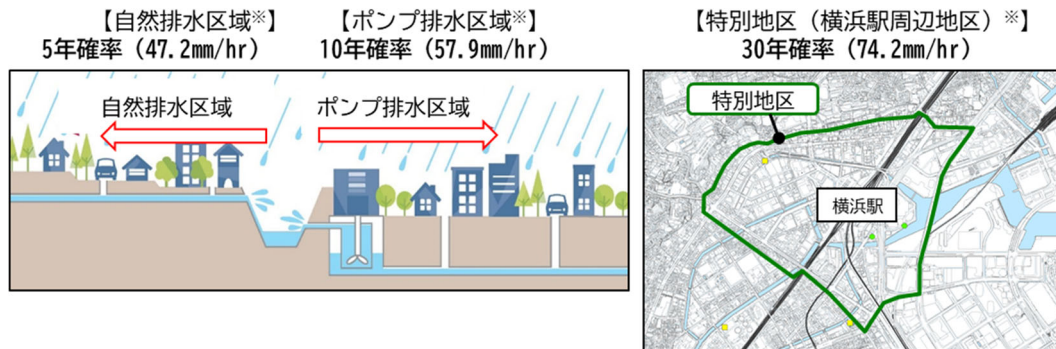 【自然排水区域※】
5年確率（47.2mm/hr）
【ポンプ排水区域※】
10年確率（57.9mm/hr）
自然排水区域
ポンプ排水区域
【特別地区（横浜駅周辺地区）※】
30年確率（74.2mm/hr）
特別地区
横浜駅